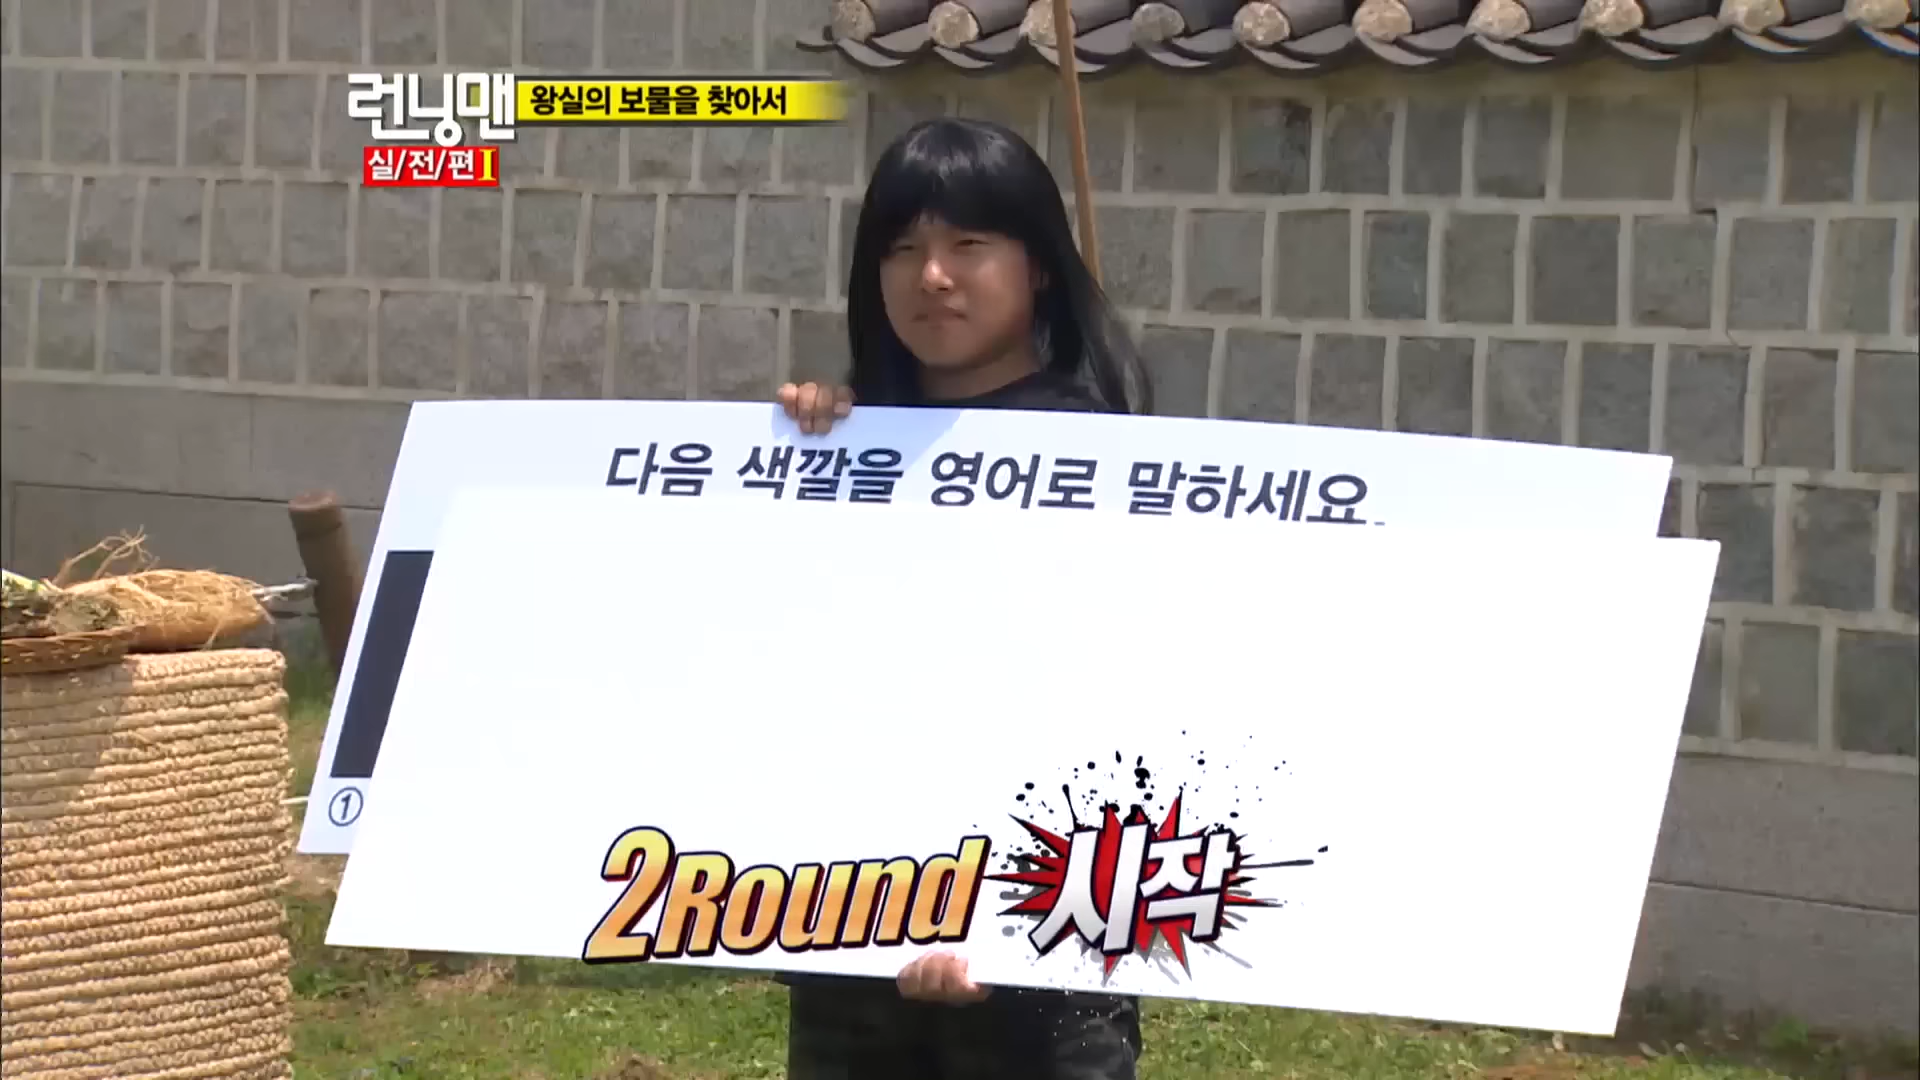 런닝맨 왕실의 보물을 찾아서
실/전/편 I
다음 색깔을 영어로 말하세요.
①
2Round 시작